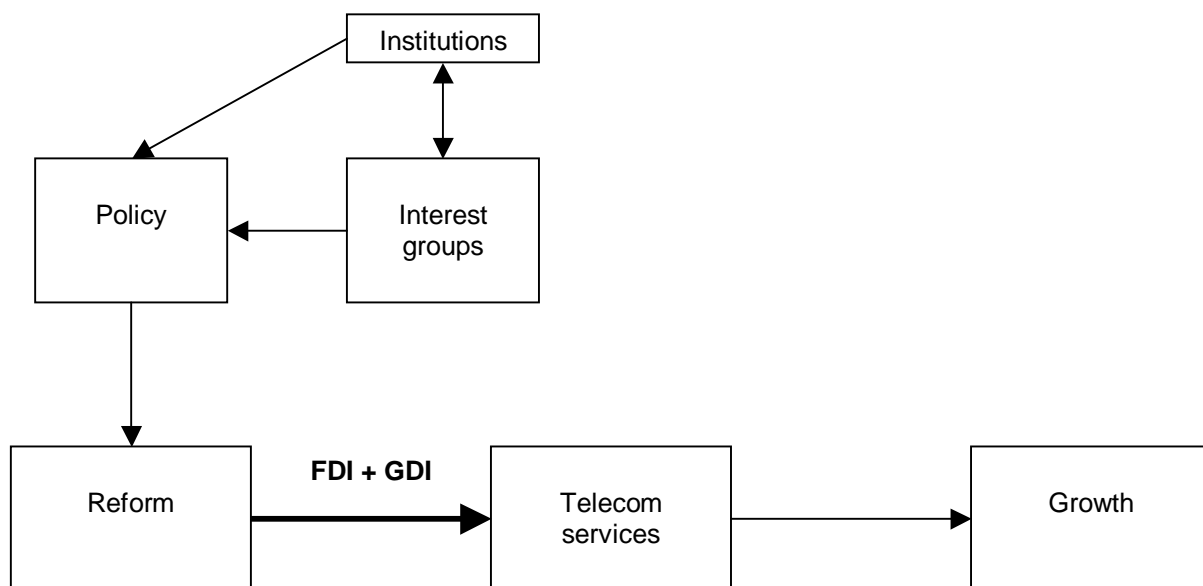 Institutions
Policy
Interest
groups
FDI + GDI
Reform
Telecom
services
Growth